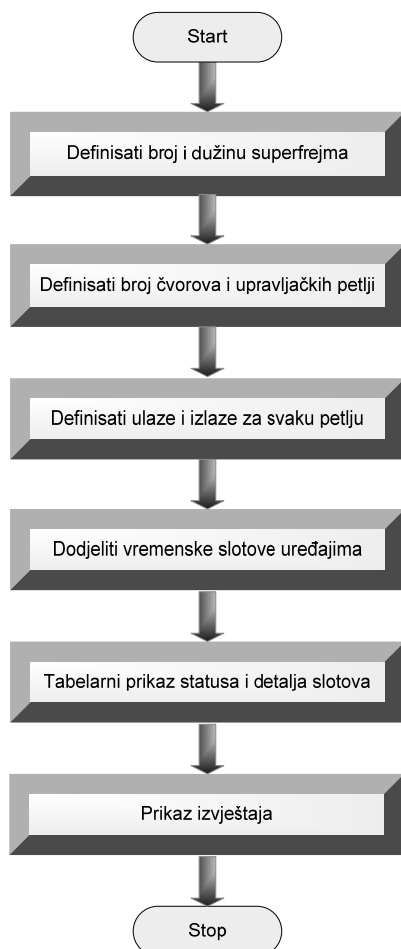 Start
Definisati broj i dužinu superfrejma
Definisati broj čvorova i upravljačkih petlji
Definisati ulaze i izlaze za svaku petlju
Dodjeliti vremenske slotove uređajima
Tabelarni prikaz statusa i detalja slotova
Prikaz izvještaja
Stop